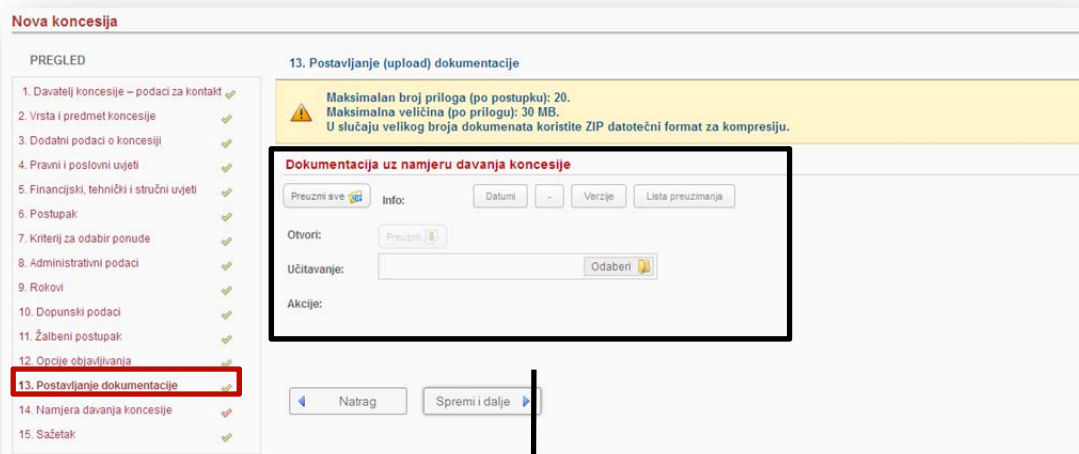 Nova koncesija
PREGLED
1. Davatelj koncesije – podaci za kontakt
2. Vrsta i predmet koncesije
3. Dodatni podaci o koncesiji
4. Pravni i poslovni uvjeti
5. Financijski, tehnički i stručni uvjeti
6. Postupak
7. Kriterij za odabir ponude
8. Administrativni podaci
9. Rokovi
10. Dopunski podaci
11. Žalbeni postupak
12. Opcije objavljivanja
13. Postavljanje dokumentacije
14. Namjera davanja koncesije
15. Sažetak
13. Postavljanje (upload) dokumentacije
Maksimalan broj priloga (po postupku): 20.
Maksimalna veličina (po prilogu): 30 MB.
U slučaju velikog broja dokumenata koristite ZIP datotečni format za kompresiju.
Dokumentacija uz namjeru davanja koncesije
Preuzmi sve Info: Datumi - Verzije Lista preuzimanja
Otvori: Preuzmi
Učitavanje: Odaberi
Akcije:
Natrag Spremi i dalje